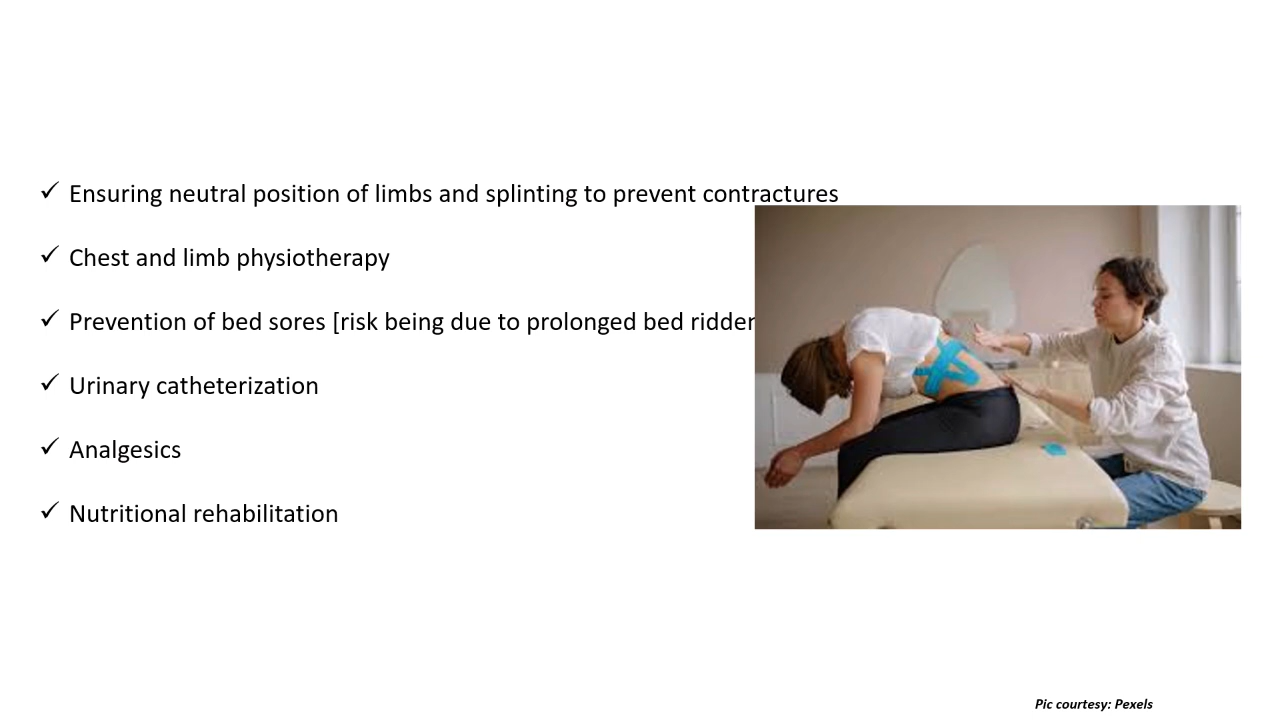 Ensuring neutral position of limbs and splinting to prevent contractures
Chest and limb physiotherapy
Prevention of bed sores [risk being due to prolonged bed
Urinary catheterization
Analgesics
Nutritional rehabilitation
Pic courtesy: Pexels